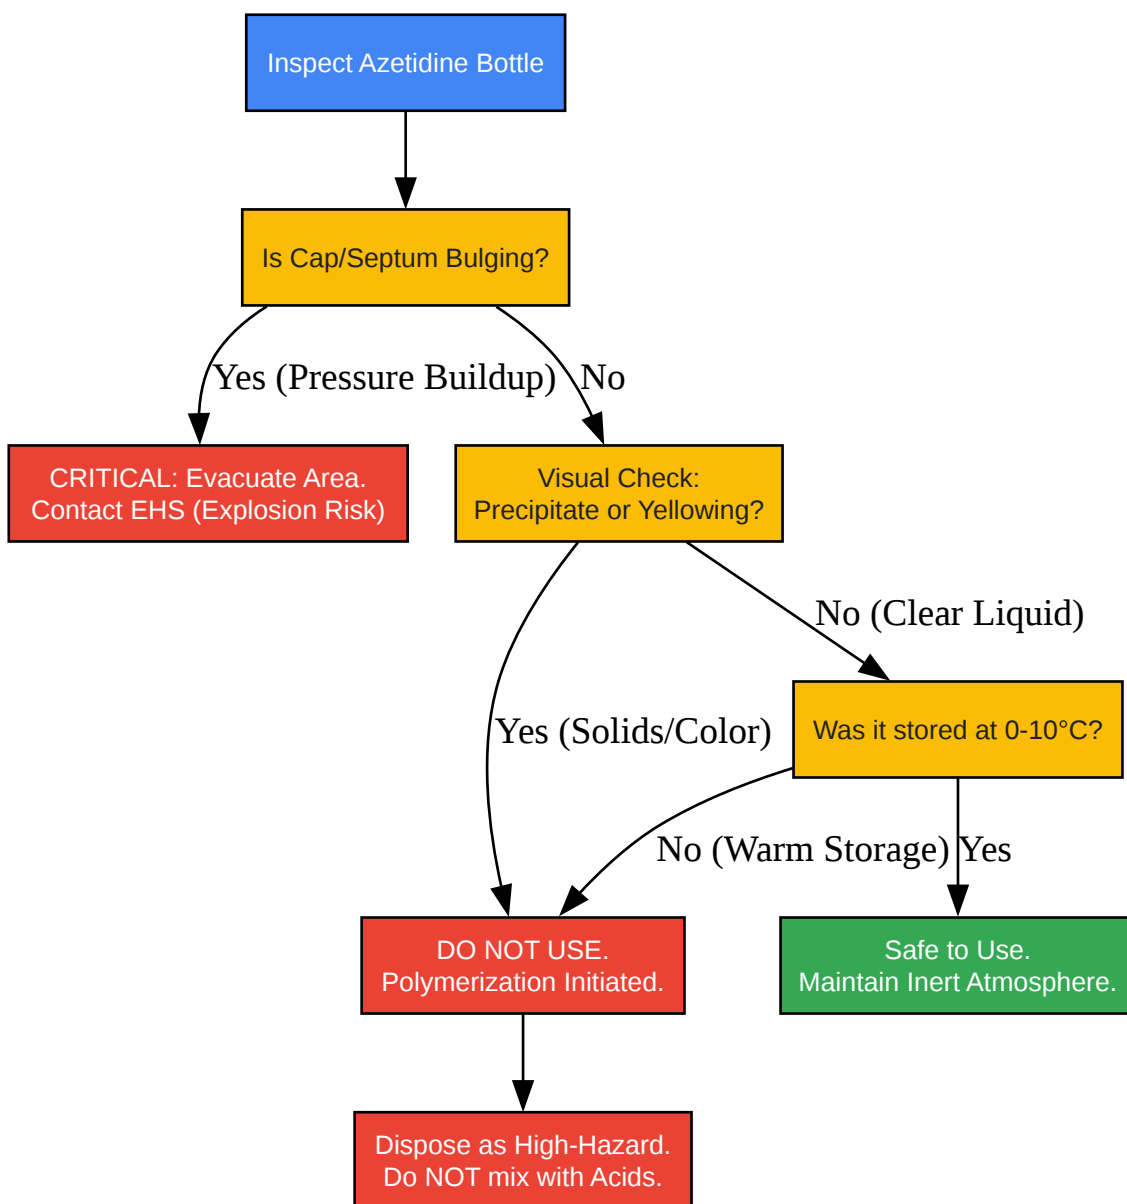 Inspect Azetidine Bottle
Is Cap/Septum Bulging?
Yes (Pressure Buildup)
No
CRITICAL: Evacuate Area.
Contact EHS (Explosion Risk)
Visual Check:
Precipitate or Yellowing?
No (Clear Liquid)
Yes (Solids/Color)
Was it stored at 0-10°C?
No (Warm Storage)
Yes
DO NOT USE.
Polymerization Initiated.
Safe to Use.
Maintain Inert Atmosphere.
Dispose as High-Hazard.
Do NOT mix with Acids.